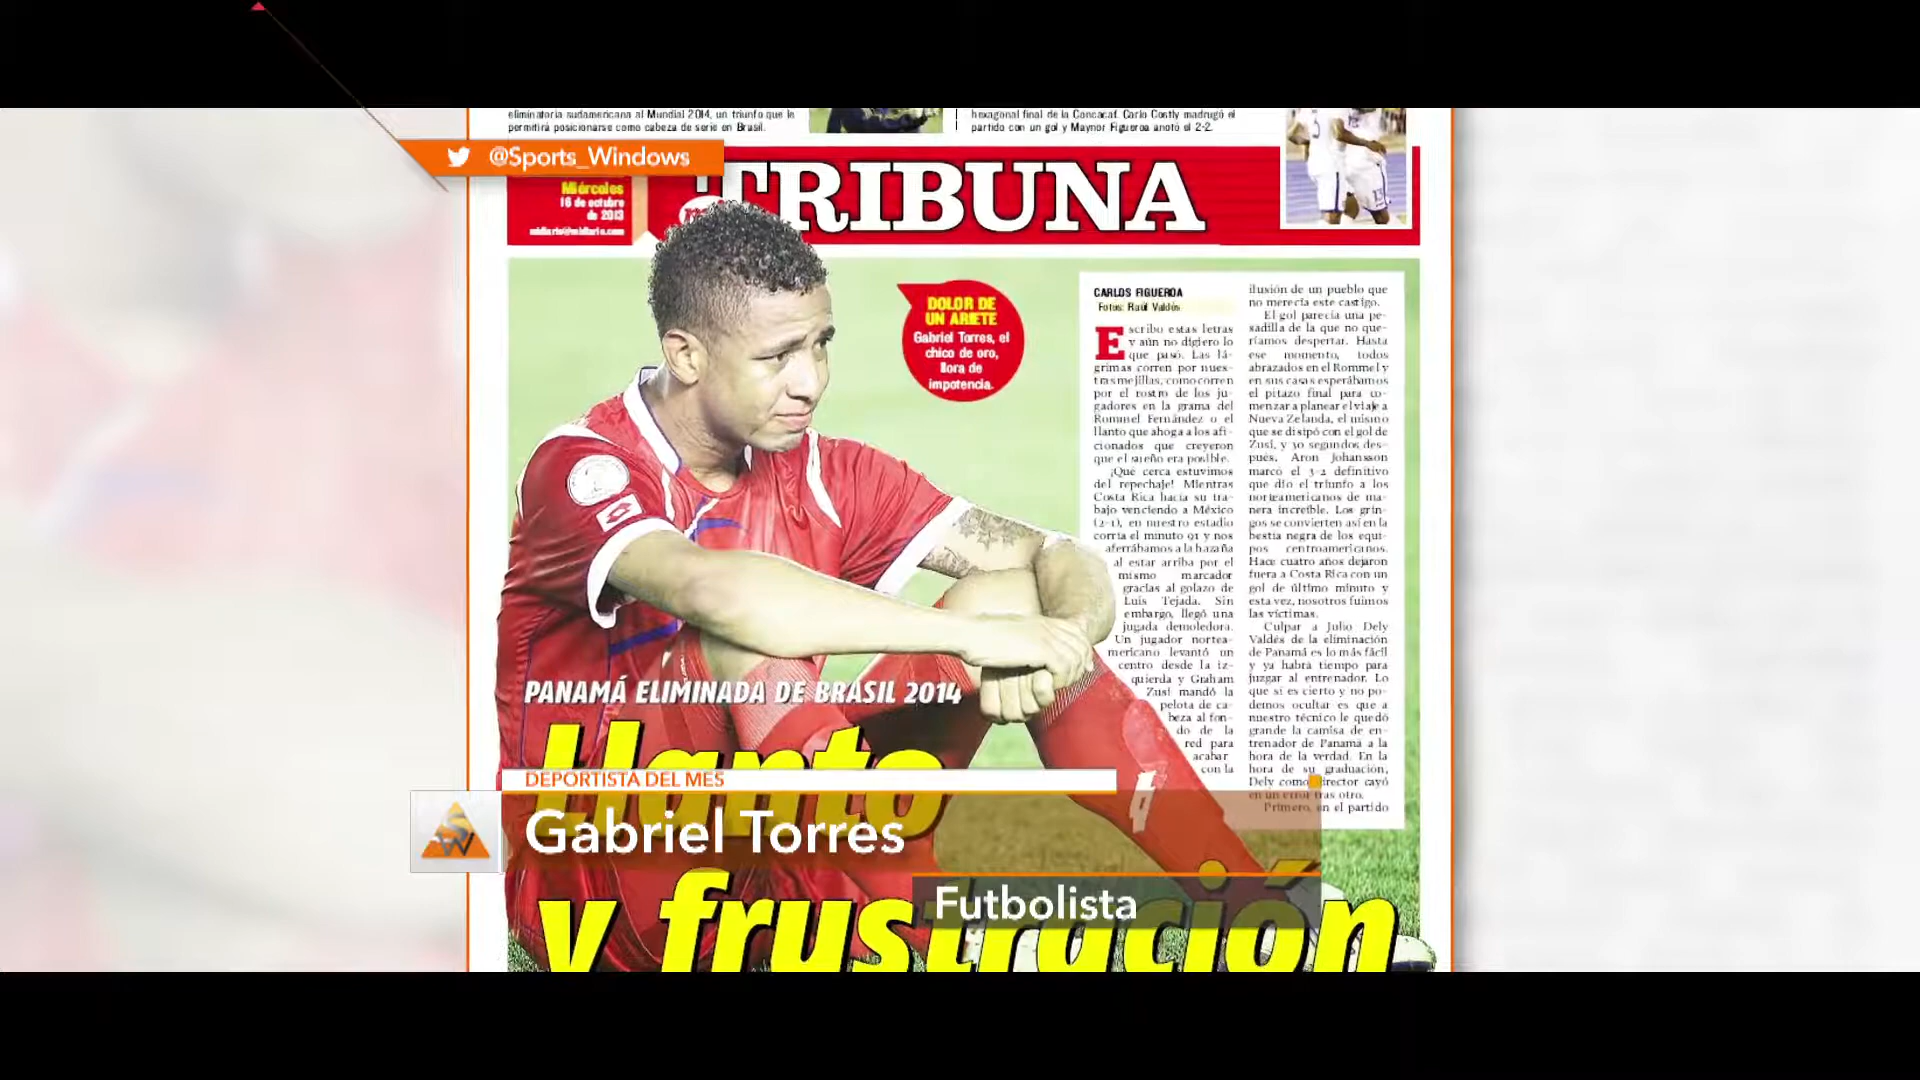 eliminatoria sudamericana al Mundial 2014, un triunfo que le
permitirá posicionarse como cabeza de serie en Brasil.
hexagonal final de la Concacaf. Carlo Costly madrugó el
partido con un gol y Maynor Figueroa anotó el 2-2.
@Sports_Windows
Miércoles
16 de octubre
de 2013
midiario@midiario.com
TRIBUNA
DOLOR DE
UN ARIETE
Gabriel Torres, el
chico de oro,
llora de
impotencia.
CARLOS FIGUEROA
Fotos: Raúl Valdés
Escribo estas letras
y aún no digiero lo
que pasó. Las lá-
grimas corren por nues-
tras mejillas, como corren
por el rostro de los ju-
gadores en la grama del
Rommel Fernández o el
llanto que ahoga a los afi-
cionados que creyeron
que el sueño era posible.
¡Qué cerca estuvimos
del repechaje! Mientras
Costa Rica hacía su tra-
bajo venciendo a México
(2-1), en nuestro estadio
corría el minuto 91 y nos
aferrábamos a la hazaña
al estar arriba por el
mismo marcador
gracias al golazo de
Luis Tejada. Sin
embargo, llegó una
jugada demoledora.
Un jugador nortea-
mericano levantó un
centro desde la iz-
quierda y Graham
Zusi mandó la
pelota de ca-
beza al fon-
do de la
red para
acabar
con la
ilusión de un pueblo que
no merecía este castigo.
El gol parecía una pe-
sadilla de la que no que-
ríamos despertar. Hasta
ese momento, todos
abrazados en el Rommel y
en sus casas esperábamos
el pitazo final para co-
menzar a planear el viaje a
Nueva Zelanda, el mismo
que se disipó con el gol de
Zusi, y 30 segundos des-
pués, Aron Johansson
marcó el 3-2 definitivo
que dio el triunfo a los
norteamericanos de ma-
nera increíble. Los grin-
gos se convierten así en la
bestia negra de los equi-
pos centroamericanos.
Hace cuatro años dejaron
fuera a Costa Rica con un
gol de último minuto y
esta vez, nosotros fuimos
las víctimas.
Culpar a Julio Dely
Valdés de la eliminación
de Panamá es lo más fácil
y ya habrá tiempo para
juzgar al entrenador. Lo
que sí es cierto y no po-
demos ocultar es que a
nuestro técnico le quedó
grande la camisa de en-
trenador de Panamá a la
hora de la verdad. En la
hora de su graduación,
Dely como director cayó
en un error tras otro.
Primero, en el partido
PANAMÁ ELIMINADA DE BRASIL 2014
Llanto
y frustración
DEPORTISTA DEL MES
SW
Gabriel Torres
Futbolista